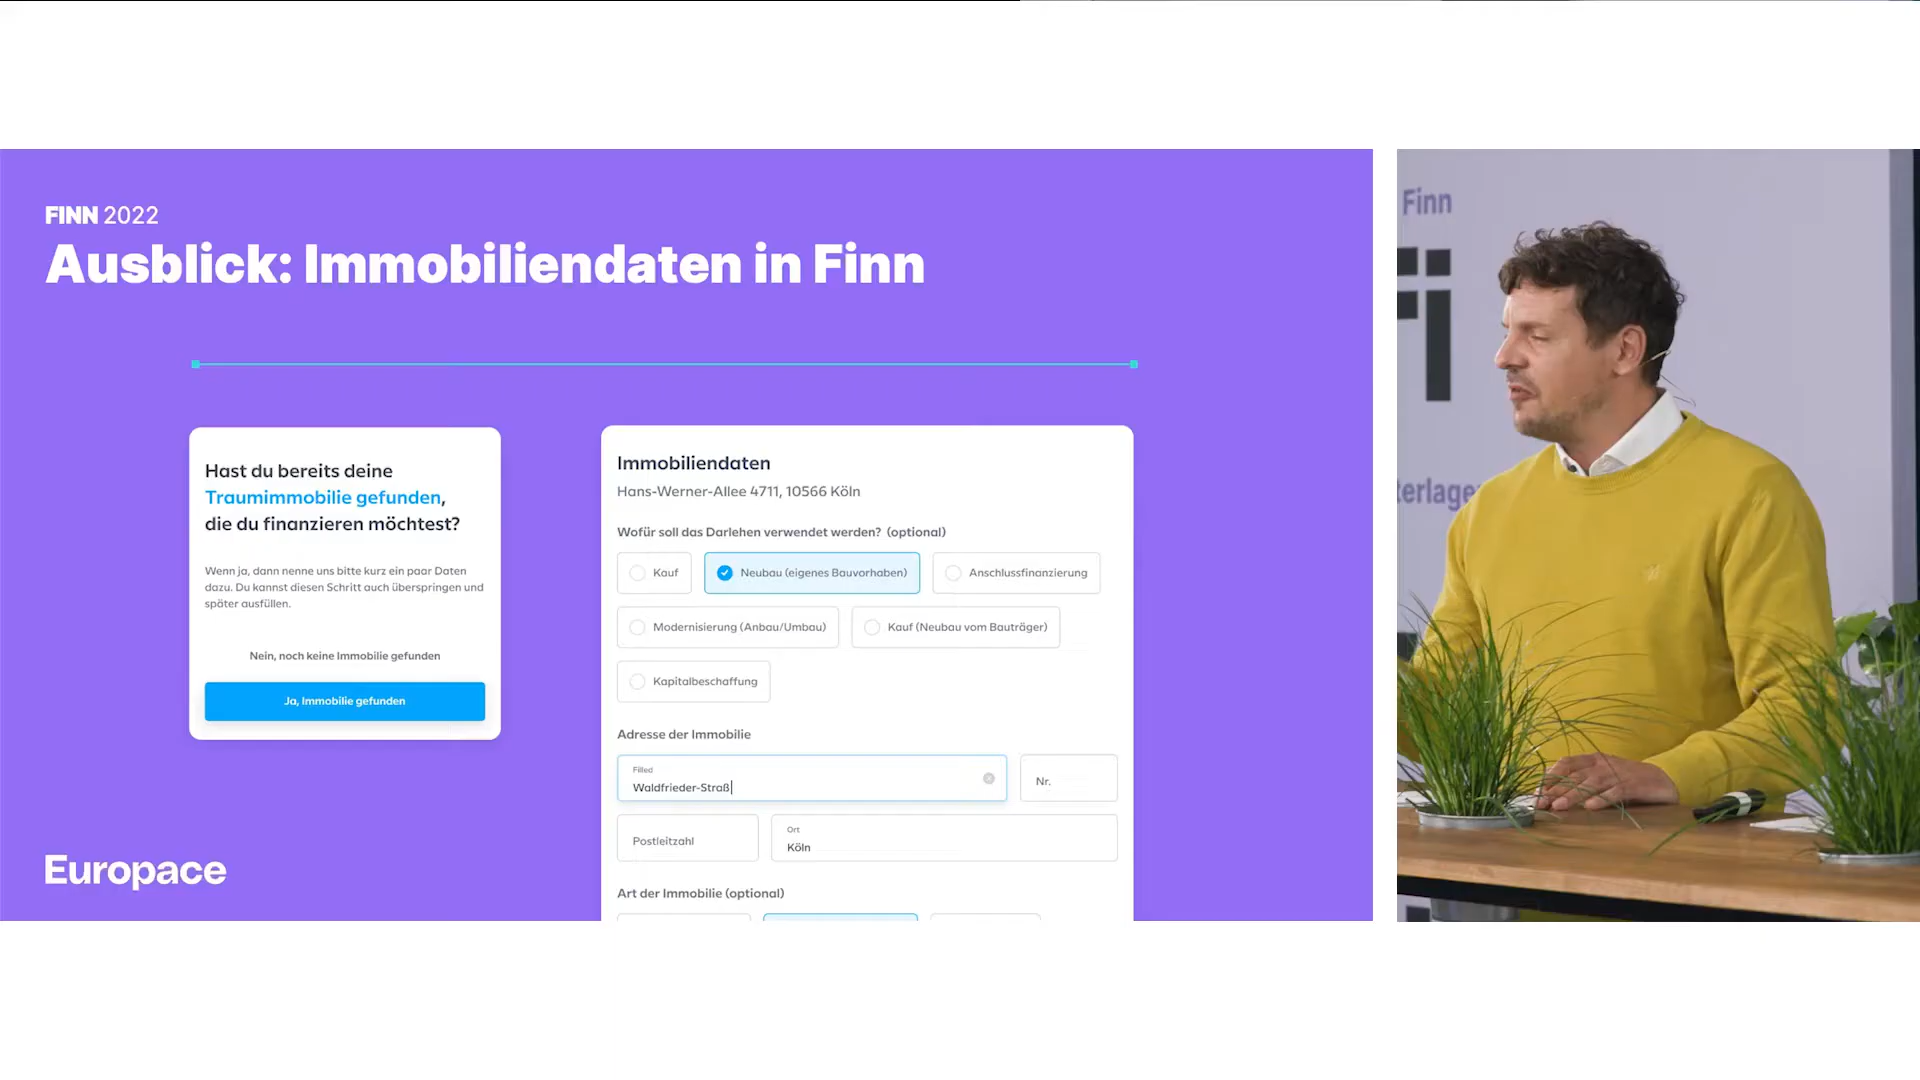 FINN 2022
Ausblick: Immobiliendaten in Finn
Hast du bereits deine
Traumimmobilie gefunden,
die du finanzieren möchtest?
Wenn ja, dann nenne uns bitte kurz ein paar Daten
dazu. Du kannst diesen Schritt auch überspringen und
später ausfüllen.
Nein, noch keine Immobilie gefunden
Ja, Immobilie gefunden
Europace
Immobiliendaten
Hans-Werner-Allee 4711, 10566 Köln
Wofür soll das Darlehen verwendet werden? (optional)
Kauf
Neubau (eigenes Bauvorhaben)
Anschlussfinanzierung
Modernisierung (Anbau/Umbau)
Kauf (Neubau vom Bauträger)
Kapitalbeschaffung
Adresse der Immobilie
Filled
Waldfrieder-Straß
Nr.
Postleitzahl
Ort
Köln
Art der Immobilie (optional)
Finn